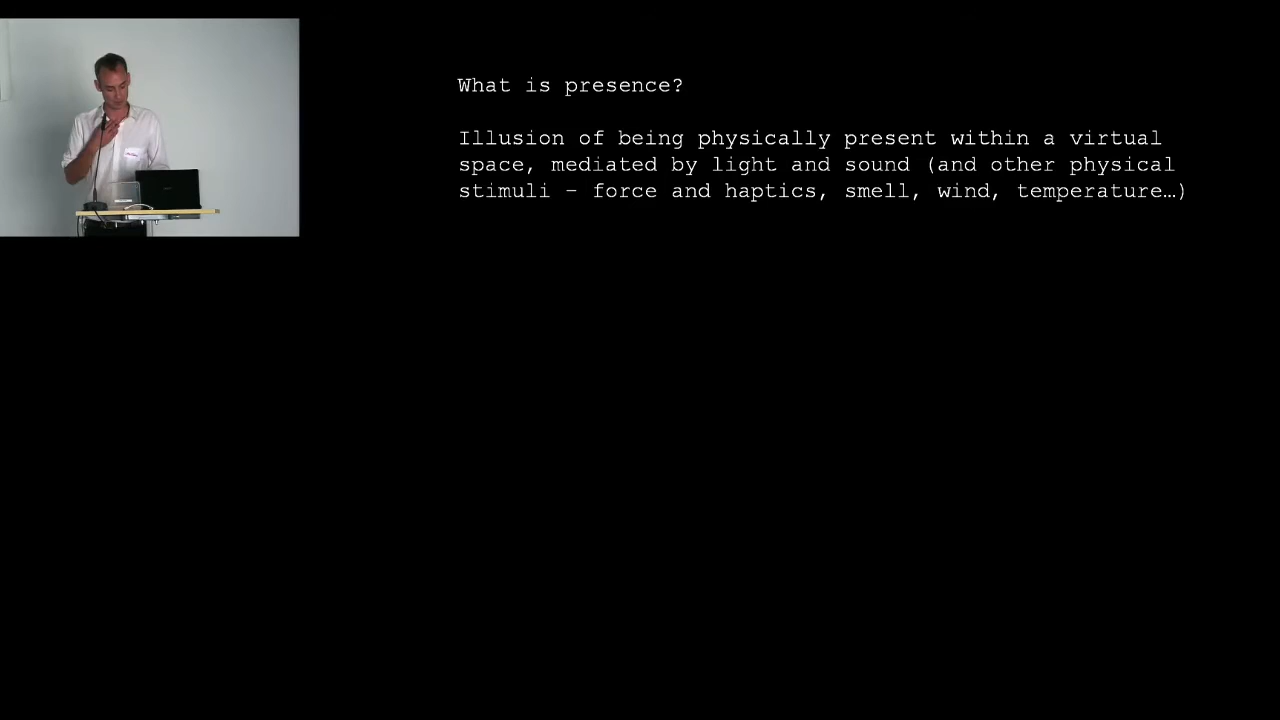 What is presence?
Illusion of being physically present within a virtual
space, mediated by light and sound (and other physical
stimuli – force and haptics, smell, wind, temperature…)